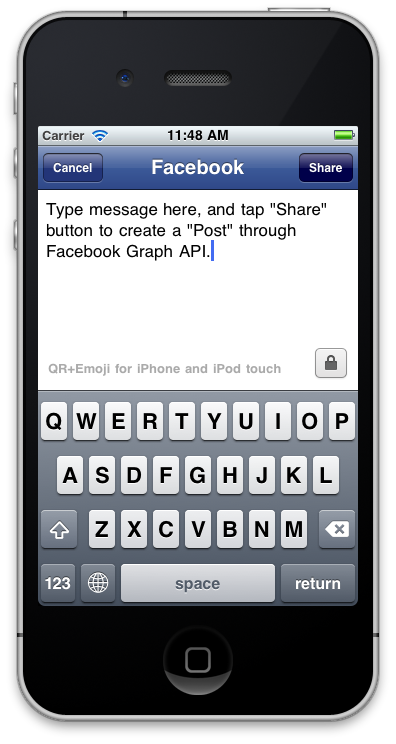 Carrier 11:48 AM
Cancel Facebook Share
Type message here, and tap "Share"
button to create a "Post" through
Facebook Graph API.
QR+Emoji for iPhone and iPod touch
Q W E R T Y U I O P
A S D F G H J K L
Z X C V B N M
123 space return